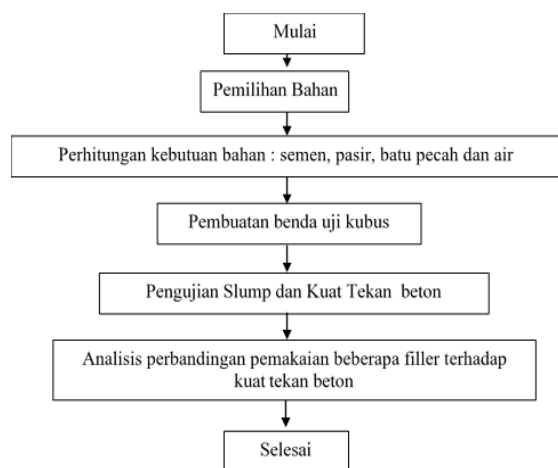 Mulai
Pemilihan Bahan
Perhitungan kebutuan bahan : semen, pasir, batu pecah dan air
Pembuatan benda uji kubus
Pengujian Slump dan Kuat Tekan beton
Analisis perbandingan pemakaian beberapa filler terhadap
kuat tekan beton
Selesai